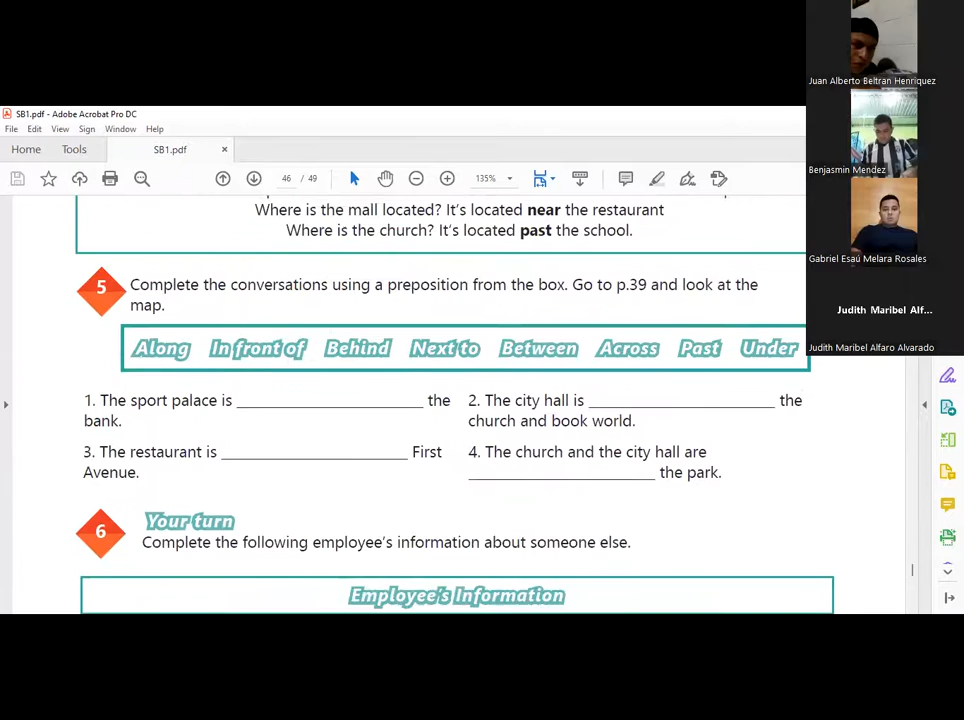 SB1.pdf - Adobe Acrobat Pro DC
File Edit View Sign Window Help
Home Tools SB1.pdf ×
46 / 49 135%
Where is the mall located? It's located near the restaurant
Where is the church? It's located past the school.
5 Complete the conversations using a preposition from the box. Go to p.39 and look at the
map.
Along In front of Behind Next to Between Across Past Under
1. The sport palace is ____________________ the
bank.
2. The city hall is ____________________ the
church and book world.
3. The restaurant is ____________________ First
Avenue.
4. The church and the city hall are
____________________ the park.
6 Your turn
Complete the following employee's information about someone else.
Employee's Information
Juan Alberto Beltran Henriquez
Benjasmin Mendez
Gabriel Esaú Melara Rosales
Judith Maribel Alf...
Judith Maribel Alfaro Alvarado